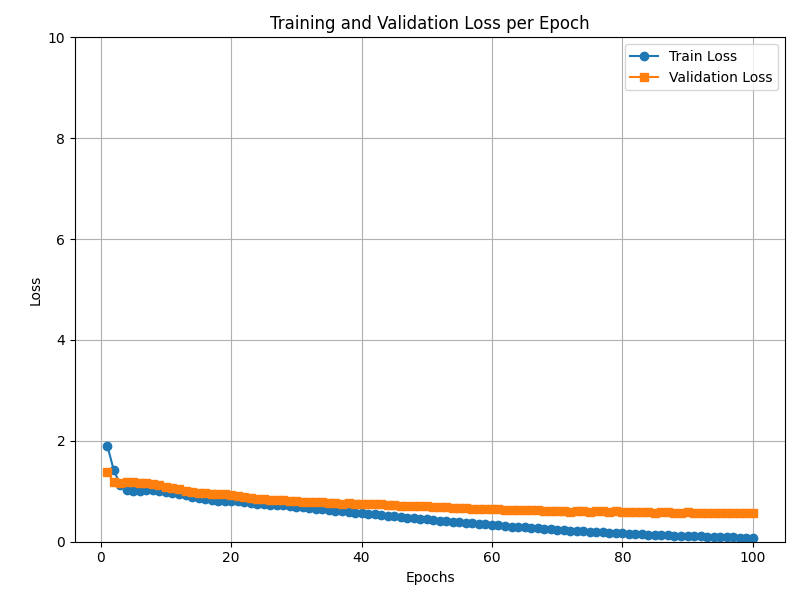 Training and Validation Loss per Epoch
Train Loss
Validation Loss
10
8
6
4
2
0
Loss
0 20 40 60 80 100
Epochs